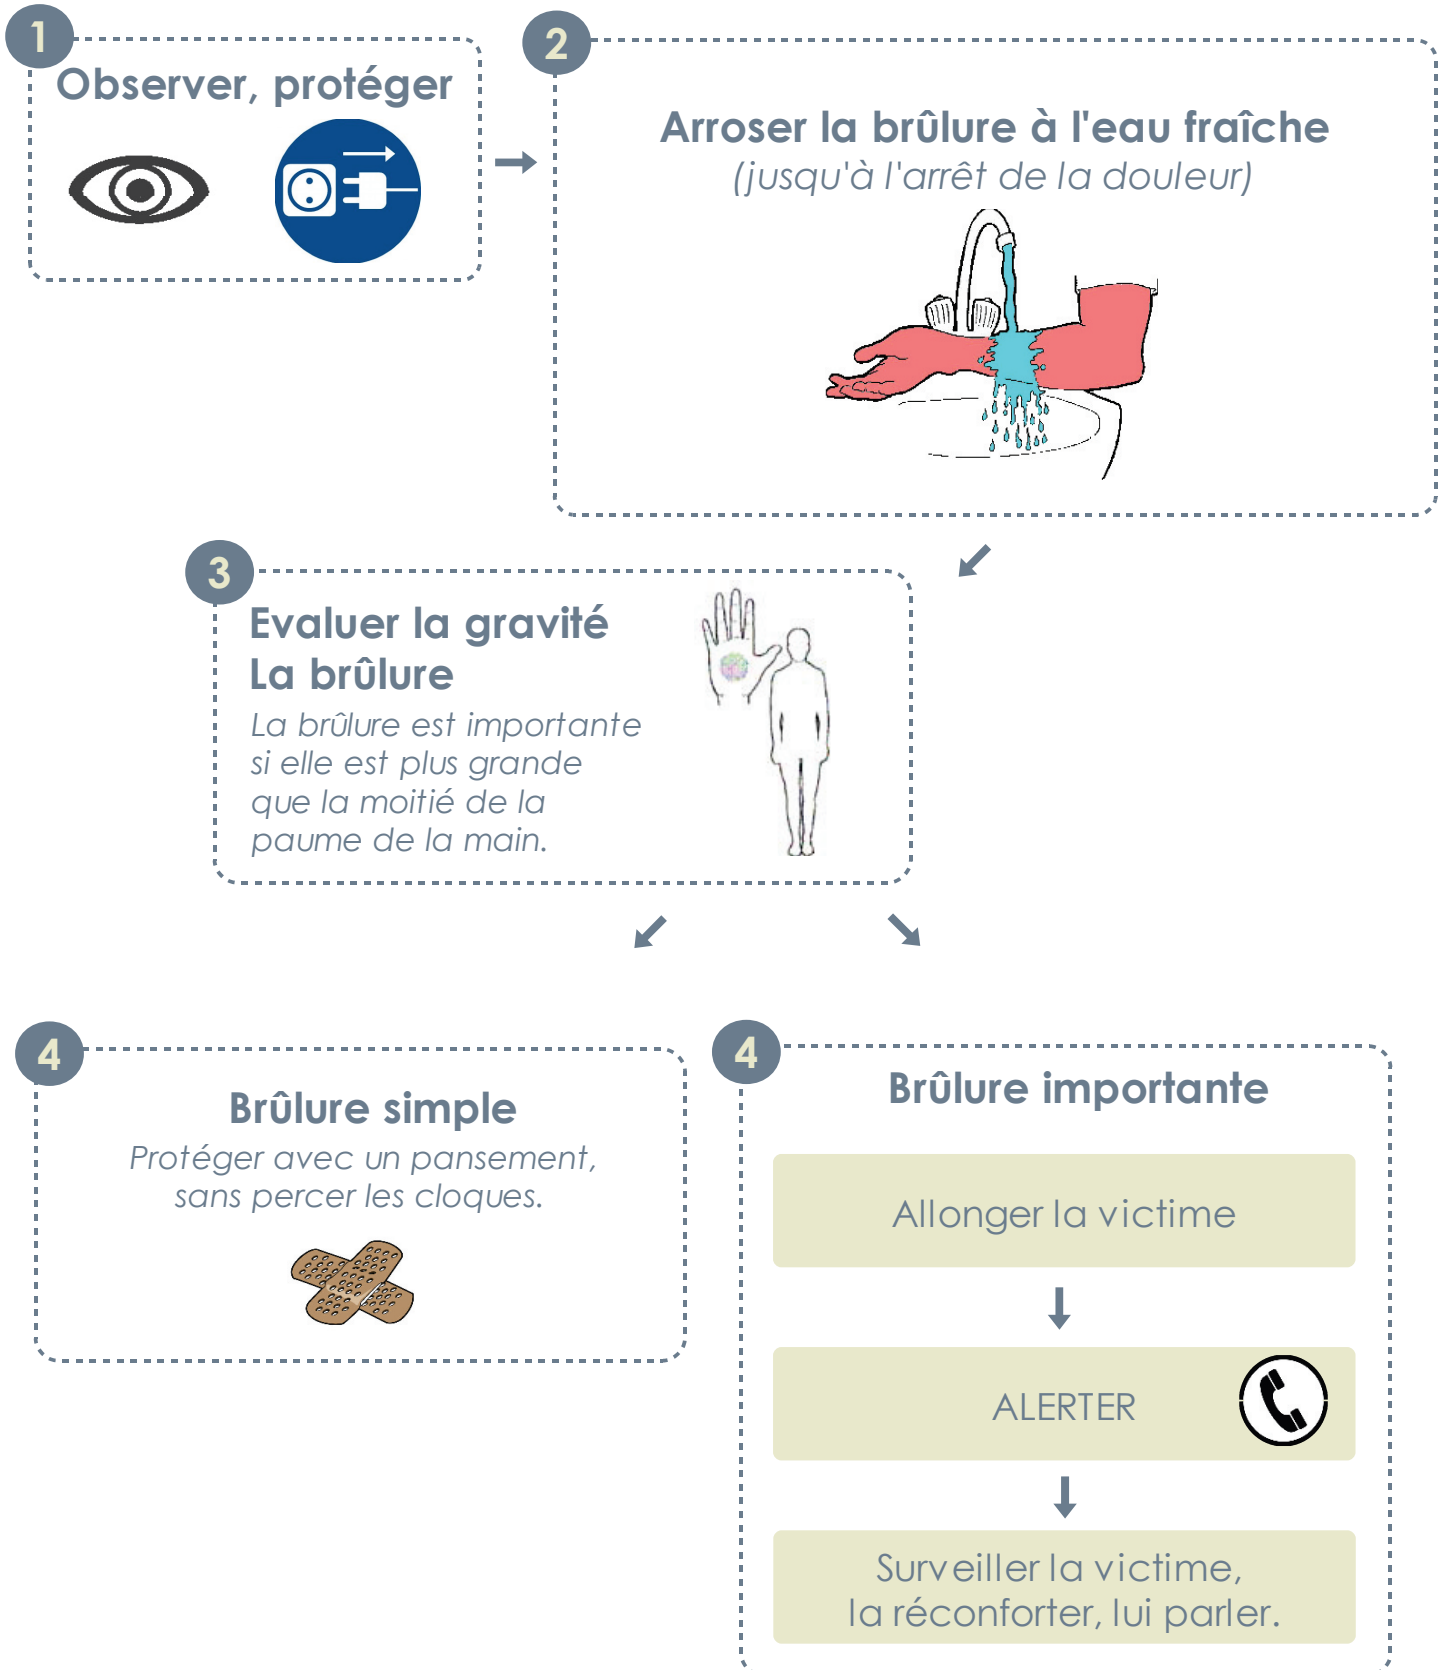 1
Observer, protéger
2
Arroser la brûlure à l'eau fraîche
(jusqu'à l'arrêt de la douleur)
3
Evaluer la gravité
La brûlure
La brûlure est importante
si elle est plus grande
que la moitié de la
paume de la main.
4
Brûlure simple
Protéger avec un pansement,
sans percer les cloques.
4
Brûlure importante
Allonger la victime
ALERTER
Surveiller la victime,
la réconforter, lui parler.